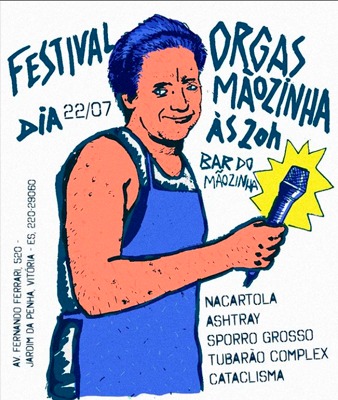 FESTIVAL ORGAS
MÃOZINHA
DIA 22/07 ÀS 20h
BAR DO
MÃOZINHA
AV. FERNANDO FERRARI, 520 -
JARDIM DA PENHA, VITÓRIA - ES, 220-29060
NACARTOLA
ASHTRAY
SPORRO GROSSO
TUBARÃO COMPLEX
CATACLISMA